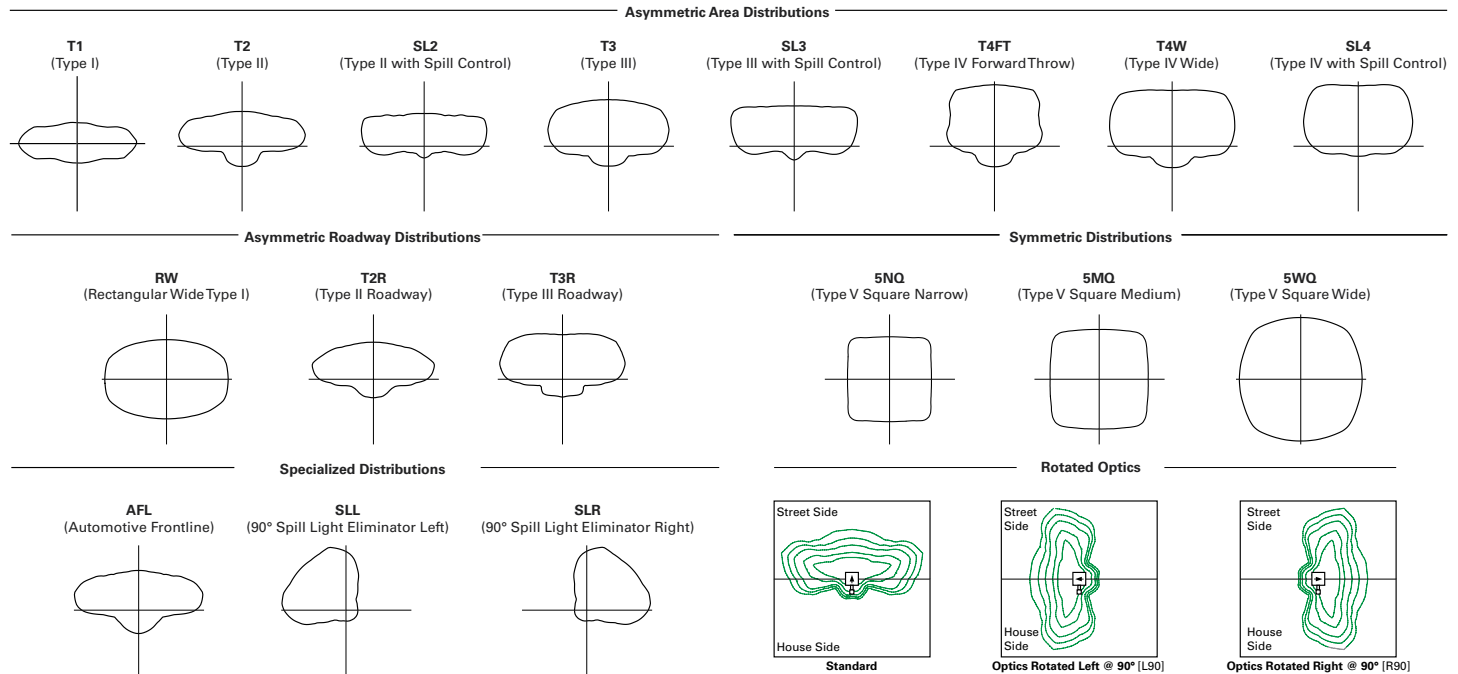 Asymmetric Area Distributions
T1
(Type I)
T2
(Type II)
SL2
(Type II with Spill Control)
T3
(Type III)
SL3
(Type III with Spill Control)
T4FT
(Type IV Forward Throw)
T4W
(Type IV Wide)
SL4
(Type IV with Spill Control)
Asymmetric Roadway Distributions
RW
(Rectangular Wide Type I)
T2R
(Type II Roadway)
T3R
(Type III Roadway)
Symmetric Distributions
5NQ
(Type V Square Narrow)
5MQ
(Type V Square Medium)
5WQ
(Type V Square Wide)
Specialized Distributions
AFL
(Automotive Frontline)
SLL
(90° Spill Light Eliminator Left)
SLR
(90° Spill Light Eliminator Right)
Rotated Optics
Street Side
House Side
Standard
Street
Side
House
Side
Optics Rotated Left @ 90° [L90]
Street
Side
House
Side
Optics Rotated Right @ 90° [R90]